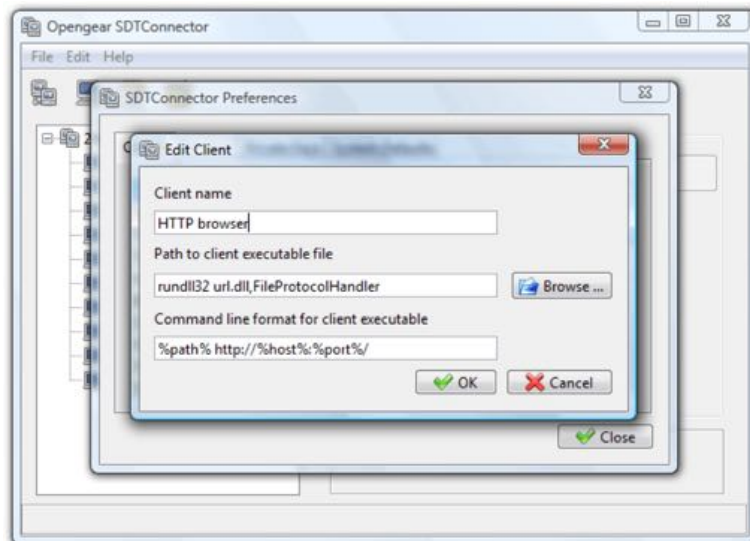 Opengear SDTConnector
File Edit Help
SDTConnector Preferences
2
Edit Client
Client name
HTTP browser
Path to client executable file
rundll32 url.dll,FileProtocolHandler
Browse ...
Command line format for client executable
%path% http://%host%:%port%/
OK
Cancel
Close